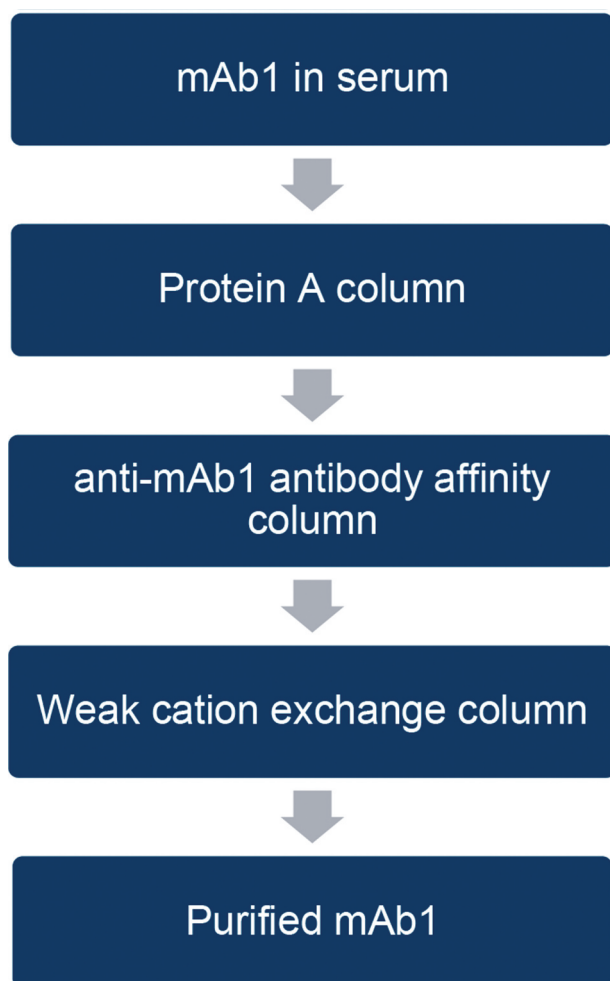 mAb1 in serum
Protein A column
anti-mAb1 antibody affinity
column
Weak cation exchange column
Purified mAb1